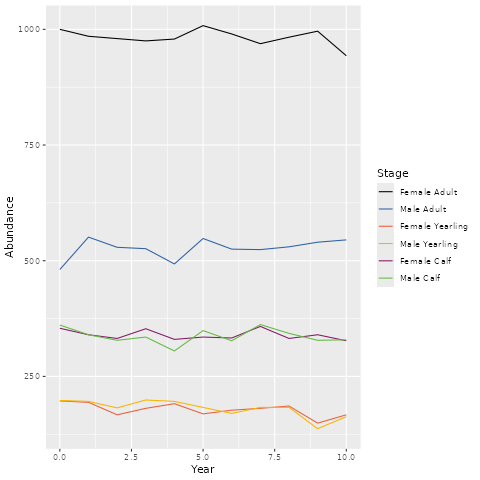 1000
750
500
250
Abundance
0.0 2.5 5.0 7.5 10.0
Year
Stage
Female Adult
Male Adult
Female Yearling
Male Yearling
Female Calf
Male Calf